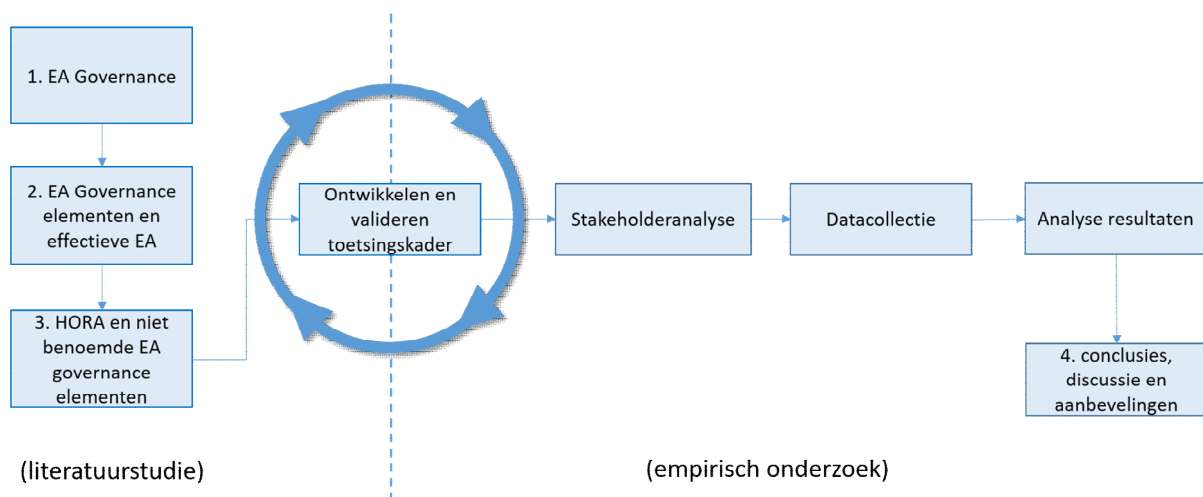 1. EA Governance
2. EA Governance
elementen en
effectieve EA
3. HORA en niet
benoemde EA
governance
elementen
Ontwikkelen en
valideren
toetsingskader
Stakeholderanalyse
Datacollectie
Analyse resultaten
4. conclusies,
discussie en
aanbevelingen
(literatuurstudie)
(empirisch onderzoek)